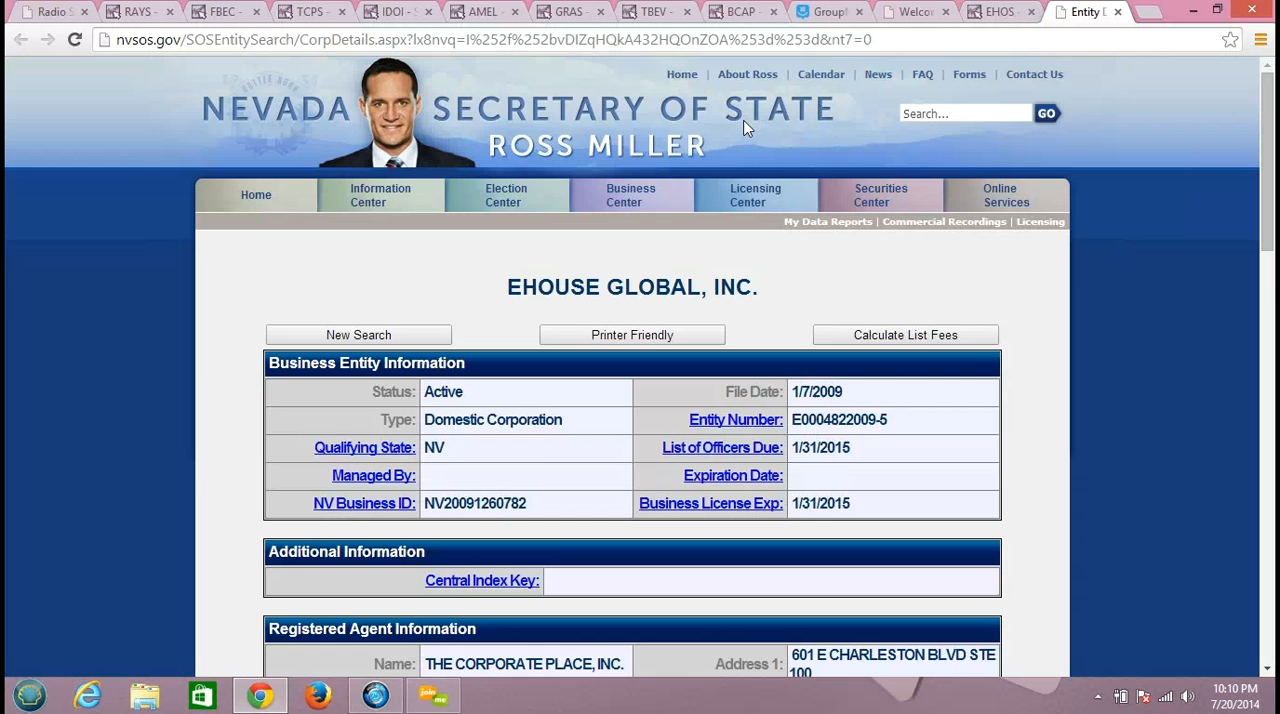 Radio S
RAYS -
FBEC -
TCPS -
IDOI - S
AMEL -
GRAS -
TBEV -
BCAP -
Group
Welco
EHOS -
Entity D
nvsos.gov/SOSEntitySearch/CorpDetails.aspx?lx8nvq=I%252f%252bvDIZqHQkA432HQOnZOA%253d%253d&nt7=0
Home | About Ross | Calendar | News | FAQ | Forms | Contact Us
NEVADA SECRETARY OF STATE
ROSS MILLER
Search...
GO
Home
Information Center
Election Center
Business Center
Licensing Center
Securities Center
Online Services
My Data Reports | Commercial Recordings | Licensing
EHOUSE GLOBAL, INC.
New Search
Printer Friendly
Calculate List Fees
Business Entity Information
Status: Active File Date: 1/7/2009
Type: Domestic Corporation Entity Number: E0004822009-5
Qualifying State: NV List of Officers Due: 1/31/2015
Managed By: Expiration Date:
NV Business ID: NV20091260782 Business License Exp: 1/31/2015
Additional Information
Central Index Key:
Registered Agent Information
Name: THE CORPORATE PLACE, INC. Address 1: 601 E CHARLESTON BLVD STE
100
join
me
10:10 PM
7/20/2014